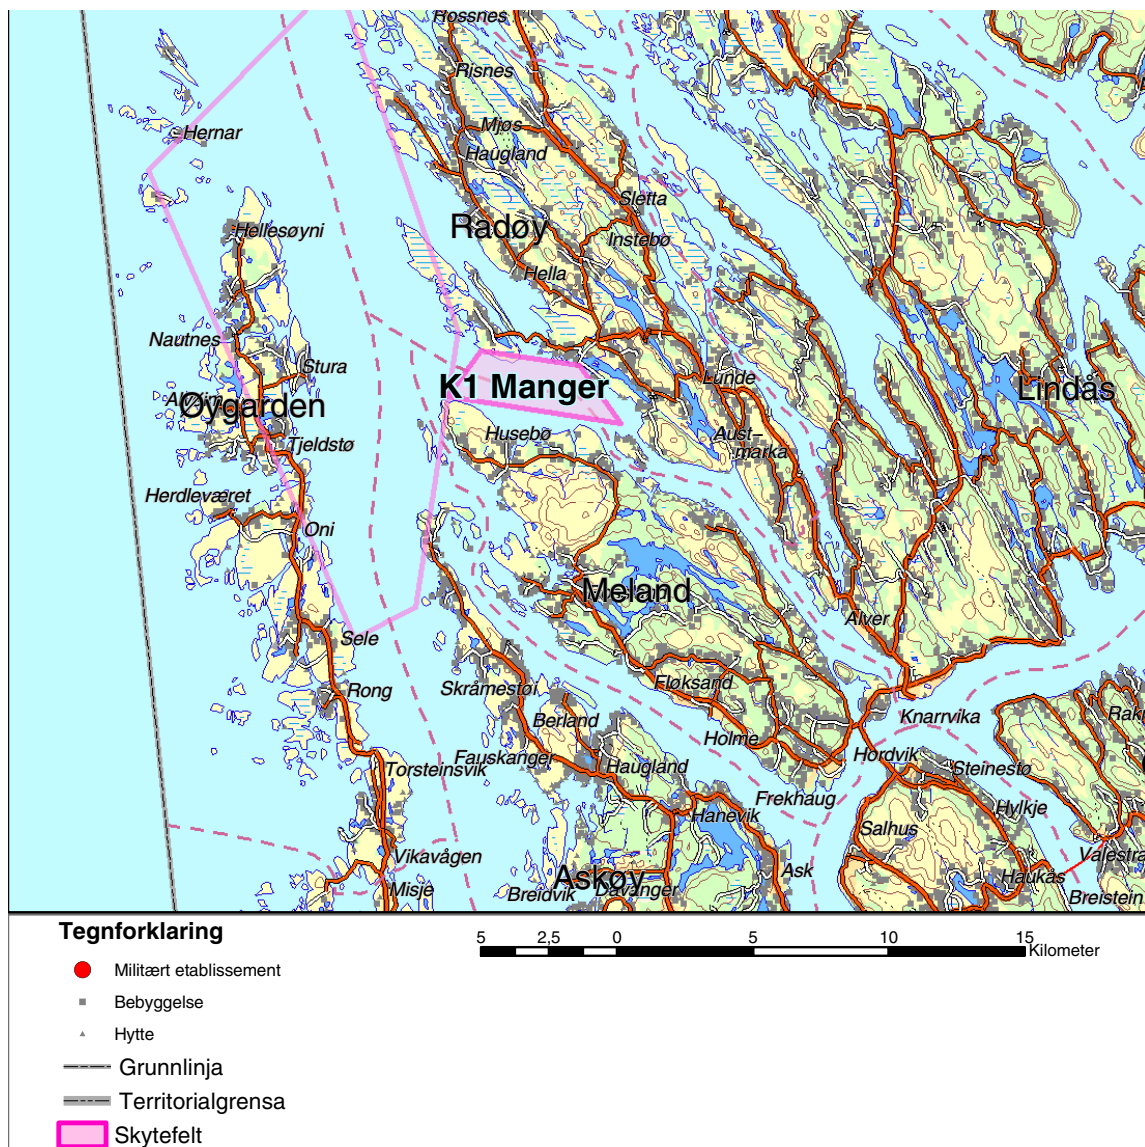 Rossnes
Risnes
Mjøs
Hernar
Haugland
Sletta
Radøy
Hellesøyni
Instebø
Hella
Nautnes
Stura
K1 Manger
Lunde
Lindås
Øygarden
Husebø
Aust-
marka
Tjeldstø
Herdleværet
Oni
Meland
Alver
Sele
Skråmestøi
Rong
Fløksand
Berland
Knarrvika
Holme
Hordvik
Fauskanger
Haugland
Steinestø
Torsteinsvik
Frekhaug
Hylkje
Hanevik
Salhus
Vikavågen
Valestra
Ask
Askøy
Haukås
Misje
Breidvik
Davanger
Breistein
Tegnforklaring
5 2,5 0 5 10 15
Kilometer
Militært etablissement
Bebyggelse
Hytte
Grunnlinja
Territorialgrensa
Skytefelt